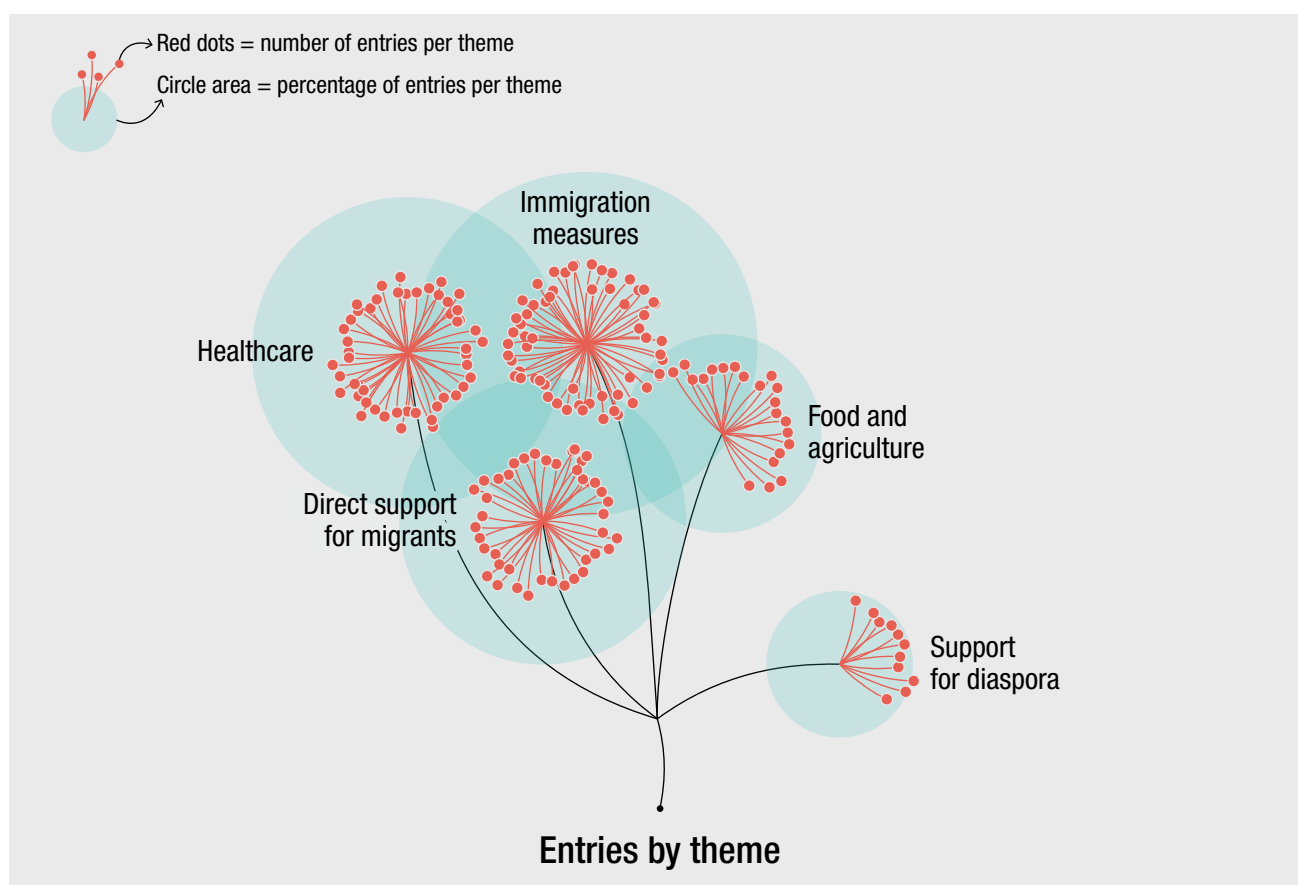 Red dots = number of entries per theme
Circle area = percentage of entries per theme
Immigration
measures
Healthcare
Food and
agriculture
Direct support
for migrants
Support
for diaspora
Entries by theme